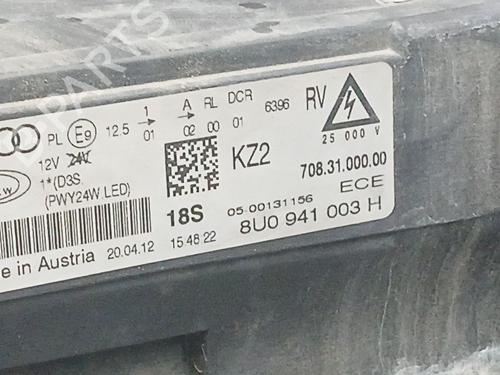 PL E9 12.5 1 01 A 02 RL 00 DCR 01 6396 RV
25 000 V
12V 24V
KZ2 708.31.000.00
1*(D3S
ECE
(PWY24W LED)
18S 05 00131156
15:48:22 8U0 941 003 H
in Austria 20.04.12